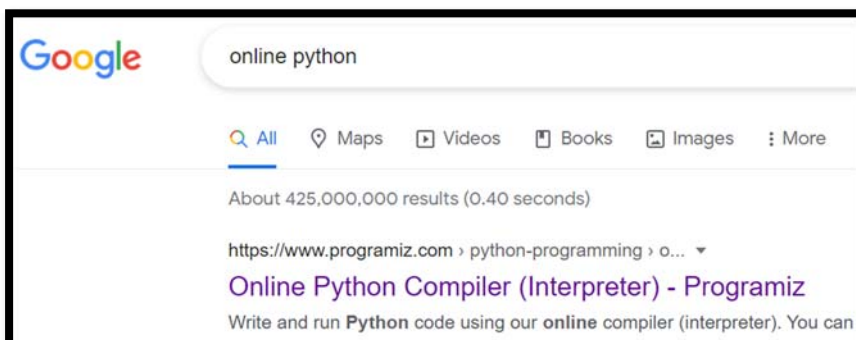 Google online python
All Maps Videos Books Images More
About 425,000,000 results (0.40 seconds)
https://www.programiz.com › python-programming › o...
Online Python Compiler (Interpreter) - Programiz
Write and run Python code using our online compiler (interpreter). You can